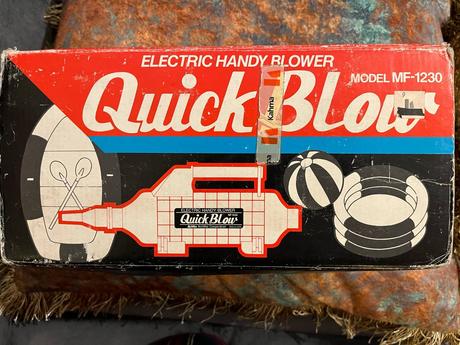 ELECTRIC HANDY BLOWER
MODEL MF-1230
Quick BLow
Kahma
ELECTRIC HANDY BLOWER
Quick BLow